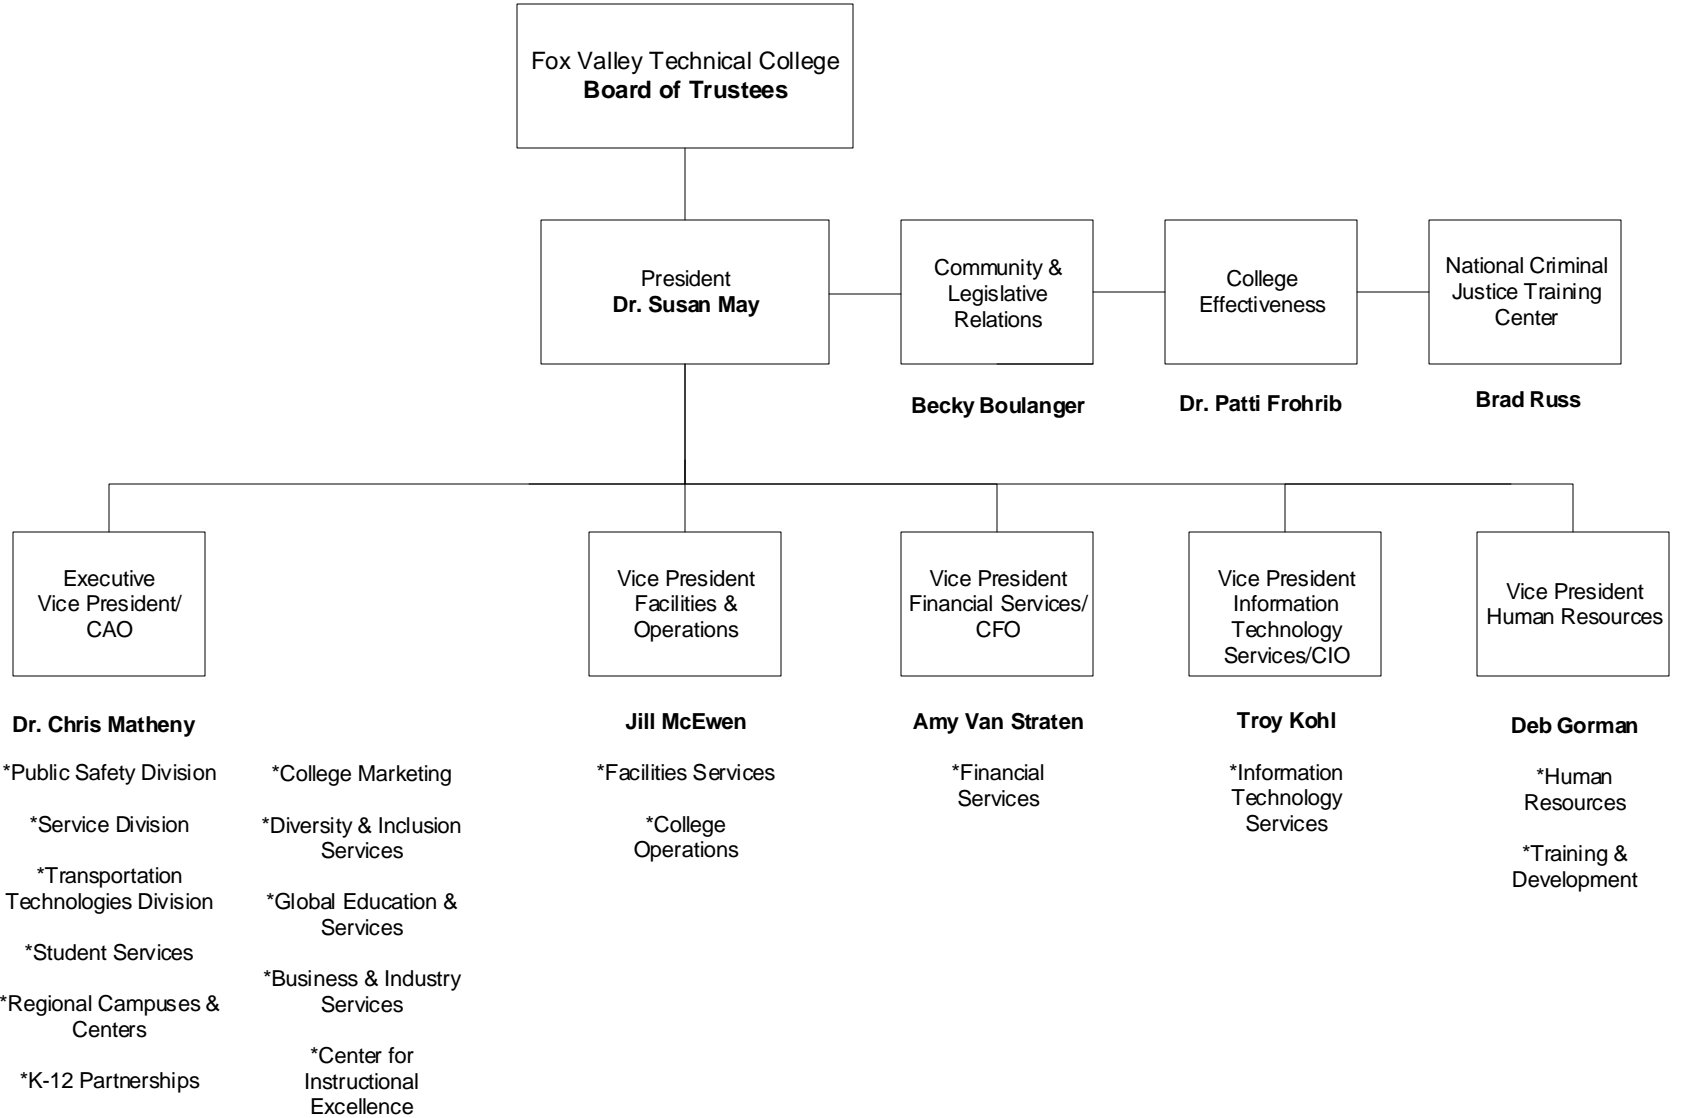 Fox Valley Technical College
Board of Trustees
President
Dr. Susan May
Community &
Legislative
Relations
Becky Boulanger
College
Effectiveness
Dr. Patti Frohrib
National Criminal
Justice Training
Center
Brad Russ
Executive
Vice President/
CAO
Dr. Chris Matheny
*Public Safety Division
*Service Division
*Transportation
Technologies Division
*Student Services
*Regional Campuses &
Centers
*K-12 Partnerships
*College Marketing
*Diversity & Inclusion
Services
*Global Education &
Services
*Business & Industry
Services
*Center for
Instructional
Excellence
Vice President
Facilities &
Operations
Jill McEwen
*Facilities Services
*College
Operations
Vice President
Financial Services/
CFO
Amy Van Straten
*Financial
Services
Vice President
Information
Technology
Services/CIO
Troy Kohl
*Information
Technology
Services
Vice President
Human Resources
Deb Gorman
*Human
Resources
*Training &
Development